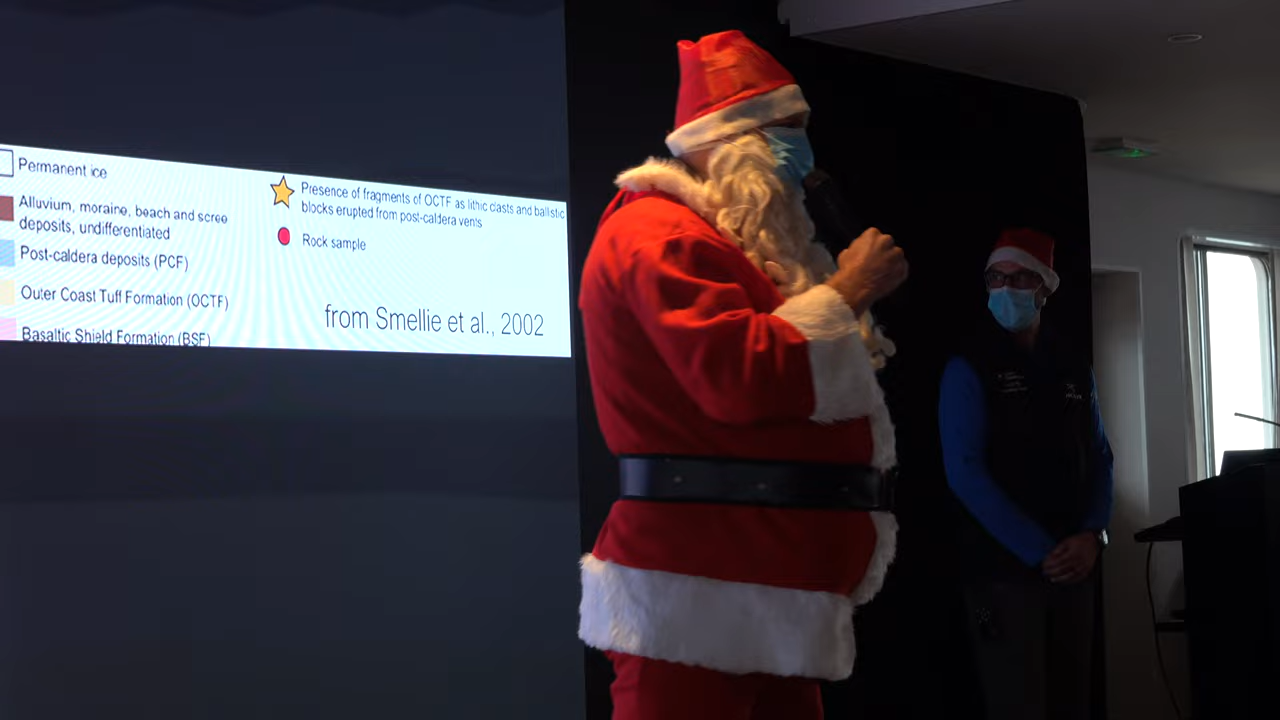 Permanent ice
Alluvium, moraine, beach and scree
deposits, undifferentiated
Post-caldera deposits (PCF)
Outer Coast Tuff Formation (OCTF)
Basaltic Shield Formation (BSF)
Presence of fragments of OCTF as lithic clasts and ballistic
blocks erupted from post-caldera vents
Rock sample
from Smellie et al., 2002